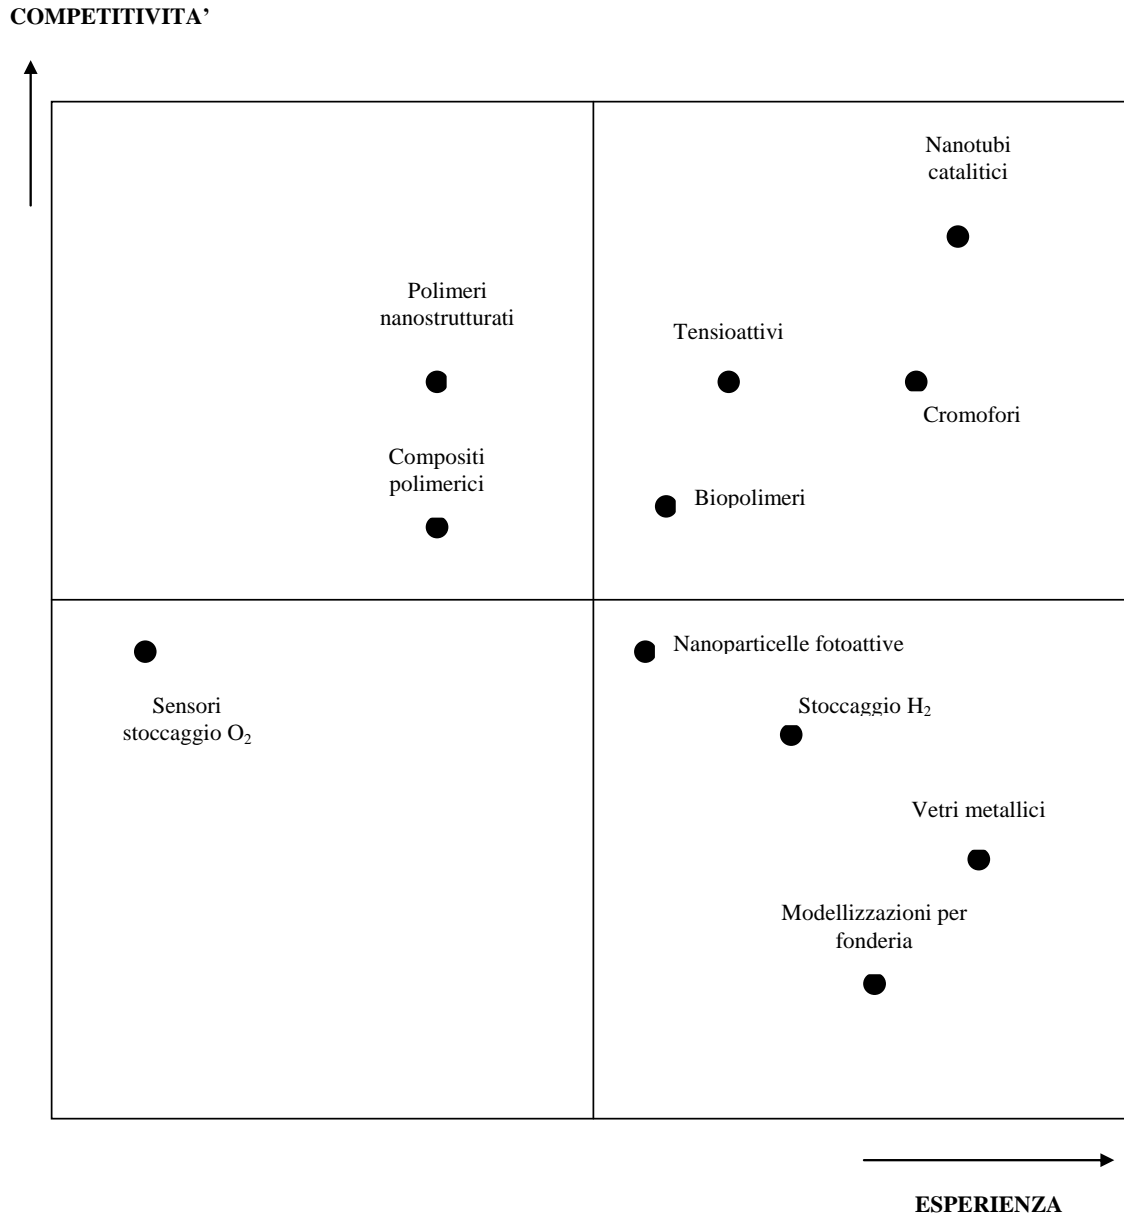 COMPETITIVITA’
Nanotubi
catalitici
Polimeri
nanostrutturati
Tensioattivi
Cromofori
Compositi
polimerici
Biopolimeri
Nanoparticelle fotoattive
Sensori
stoccaggio O₂
Stoccaggio H₂
Vetri metallici
Modellizzazioni per
fonderia
ESPERIENZA